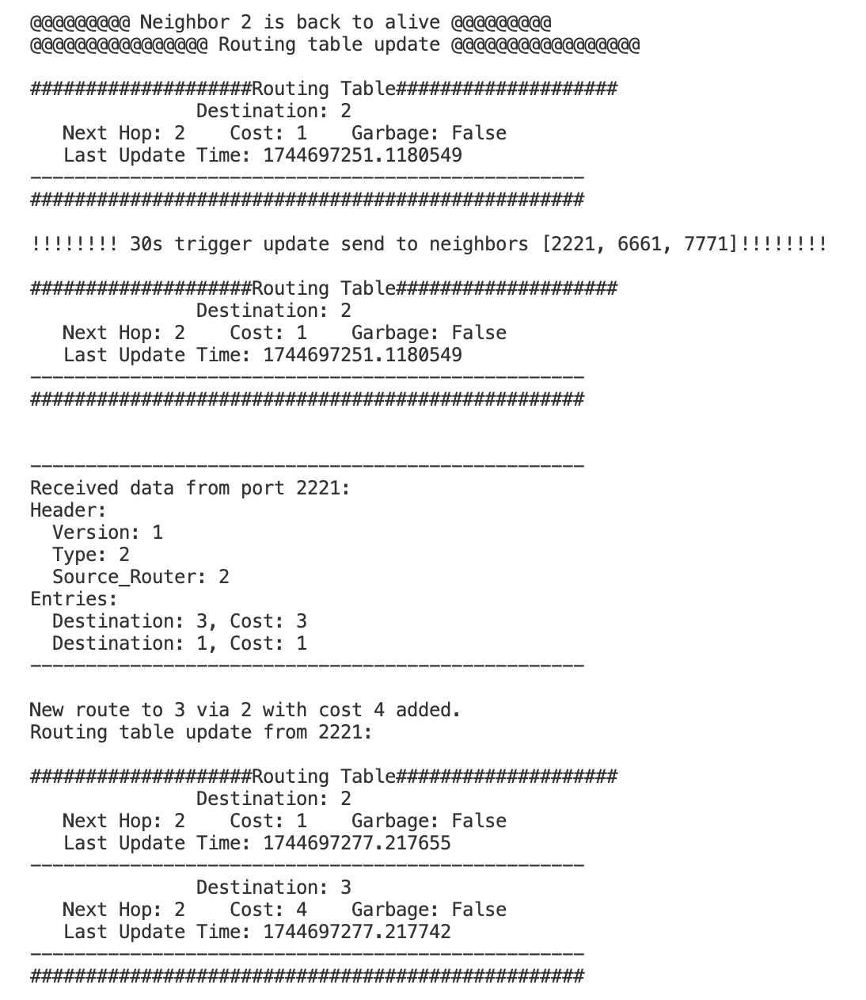 @@@@@@@@@ Neighbor 2 is back to alive @@@@@@@@@
@@@@@@@@@@@@@@@@ Routing table update @@@@@@@@@@@@@@@@@
####################Routing Table####################
Destination: 2
Next Hop: 2    Cost: 1    Garbage: False
Last Update Time: 1744697251.1180549
--------------------------------------------------
##################################################
!!!!!!!! 30s trigger update send to neighbors [2221, 6661, 7771]!!!!!!!!
####################Routing Table####################
Destination: 2
Next Hop: 2    Cost: 1    Garbage: False
Last Update Time: 1744697251.1180549
--------------------------------------------------
##################################################
--------------------------------------------------
Received data from port 2221:
Header:
Version: 1
Type: 2
Source_Router: 2
Entries:
Destination: 3, Cost: 3
Destination: 1, Cost: 1
--------------------------------------------------
New route to 3 via 2 with cost 4 added.
Routing table update from 2221:
####################Routing Table####################
Destination: 2
Next Hop: 2    Cost: 1    Garbage: False
Last Update Time: 1744697277.217655
--------------------------------------------------
Destination: 3
Next Hop: 2    Cost: 4    Garbage: False
Last Update Time: 1744697277.217742
--------------------------------------------------
##################################################